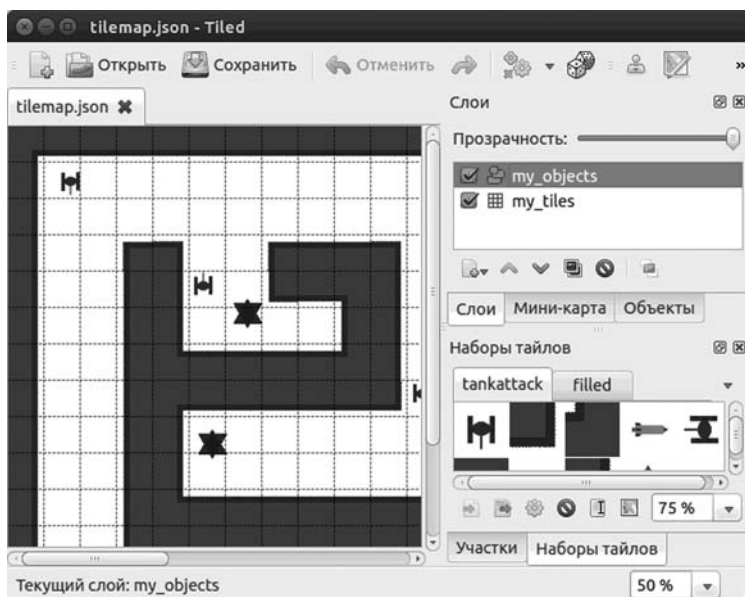 tilemap.json - Tiled
Открыть Сохранить Отменить »
tilemap.json
Слои
Прозрачность:
my_objects
my_tiles
Слои Мини-карта Объекты
Наборы тайлов
tankattack filled
75 %
Участки Наборы тайлов
Текущий слой: my_objects 50 %